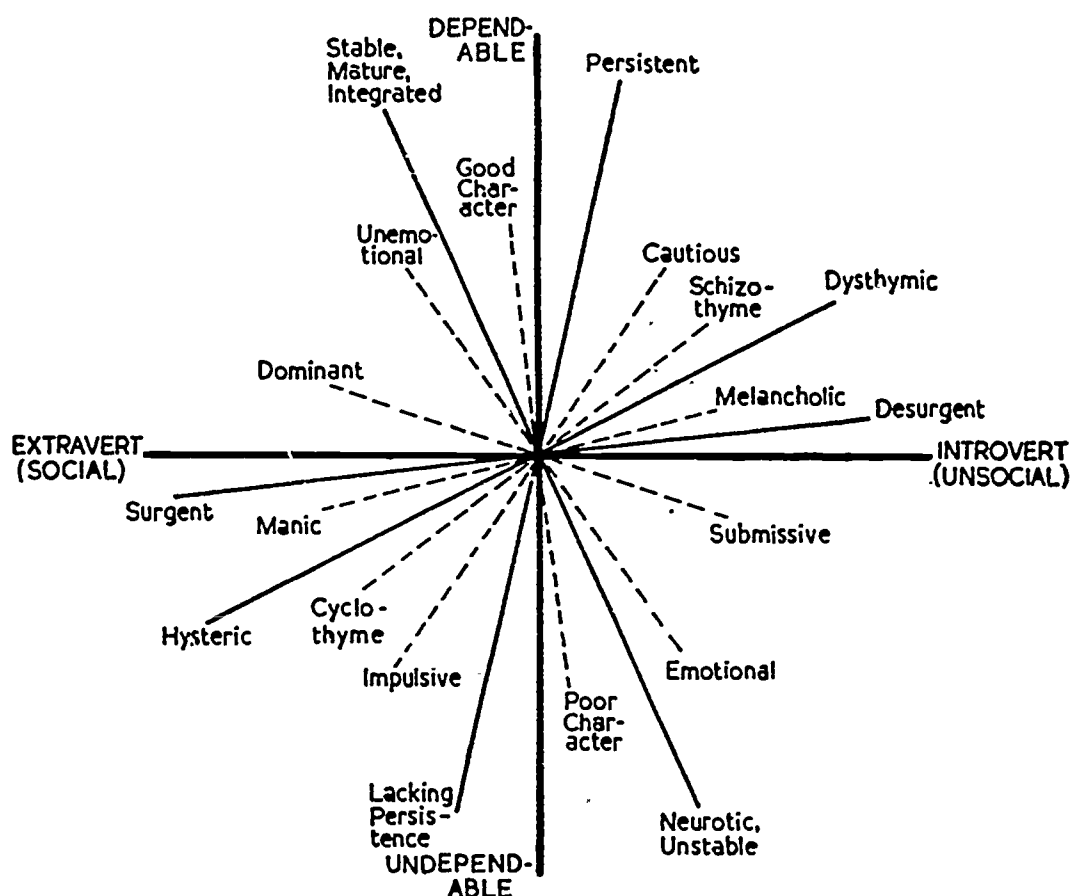 DEPEND-
ABLE
Stable,
Mature,
Integrated
Persistent
Good
Char-
acter
Unemo-
tional
Cautious
Schizo-
thyme
Dysthymic
Dominant
Melancholic
Desurgent
EXTRAVERT
(SOCIAL)
INTROVERT
(UNSOCIAL)
Surgent
Manic
Submissive
Cyclo-
thyme
Hysteric
Impulsive
Emotional
Poor
Char-
acter
Lacking
Persis-
tence
Neurotic,
Unstable
UNDEPEND-
ABLE